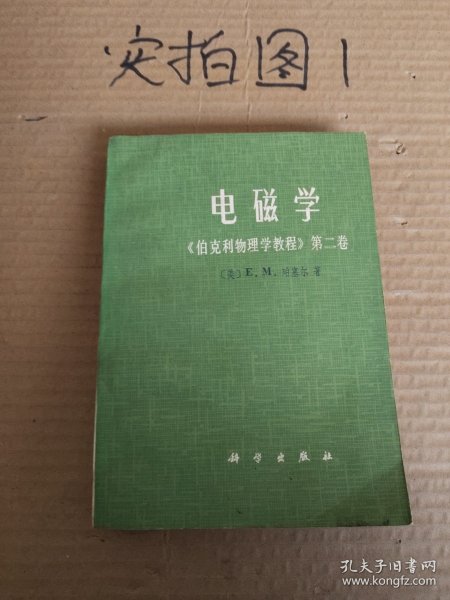 实拍图1
电磁学
《伯克利物理学教程》第二卷
〔美〕E. M. 珀塞尔 著
科学出版社
孔夫子旧书网
www.kongfz.com